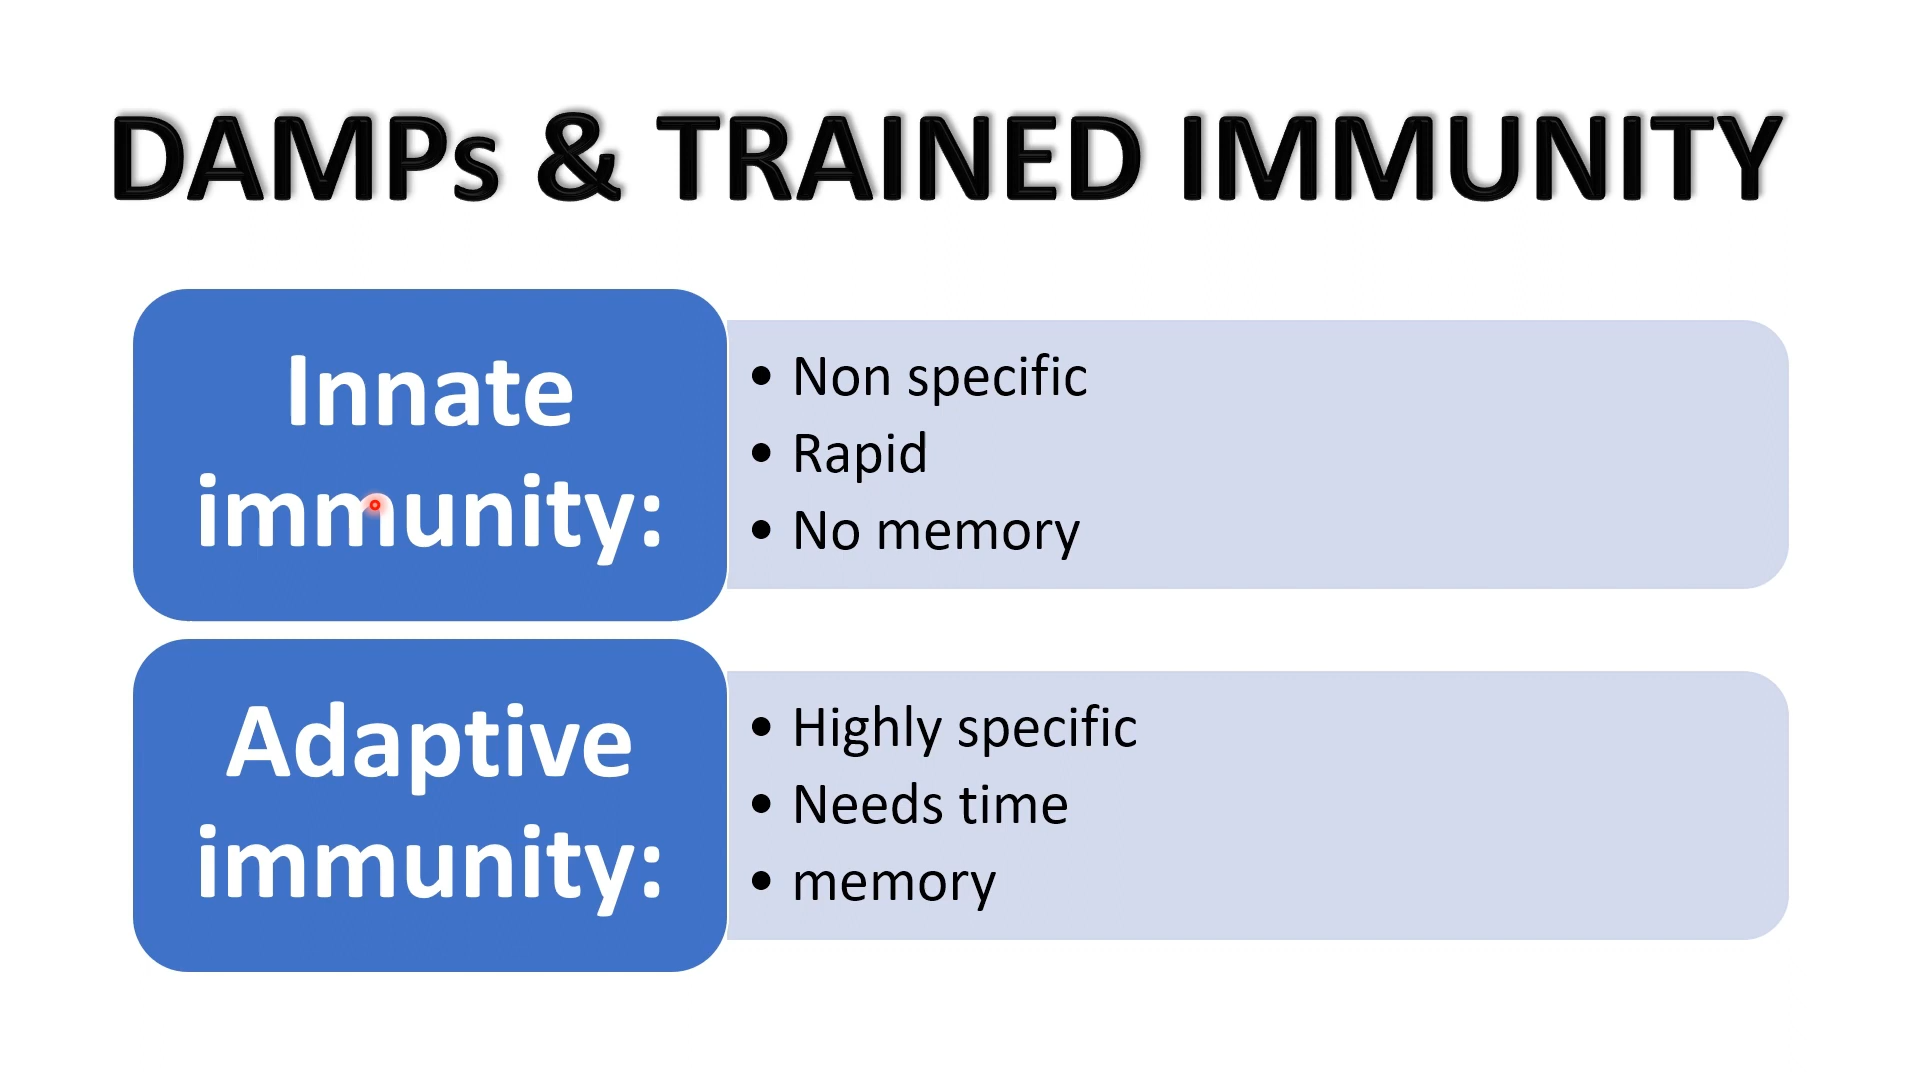 DAMPs & TRAINED IMMUNITY
Innate
immunity:
• Non specific
• Rapid
• No memory
Adaptive
immunity:
• Highly specific
• Needs time
• memory